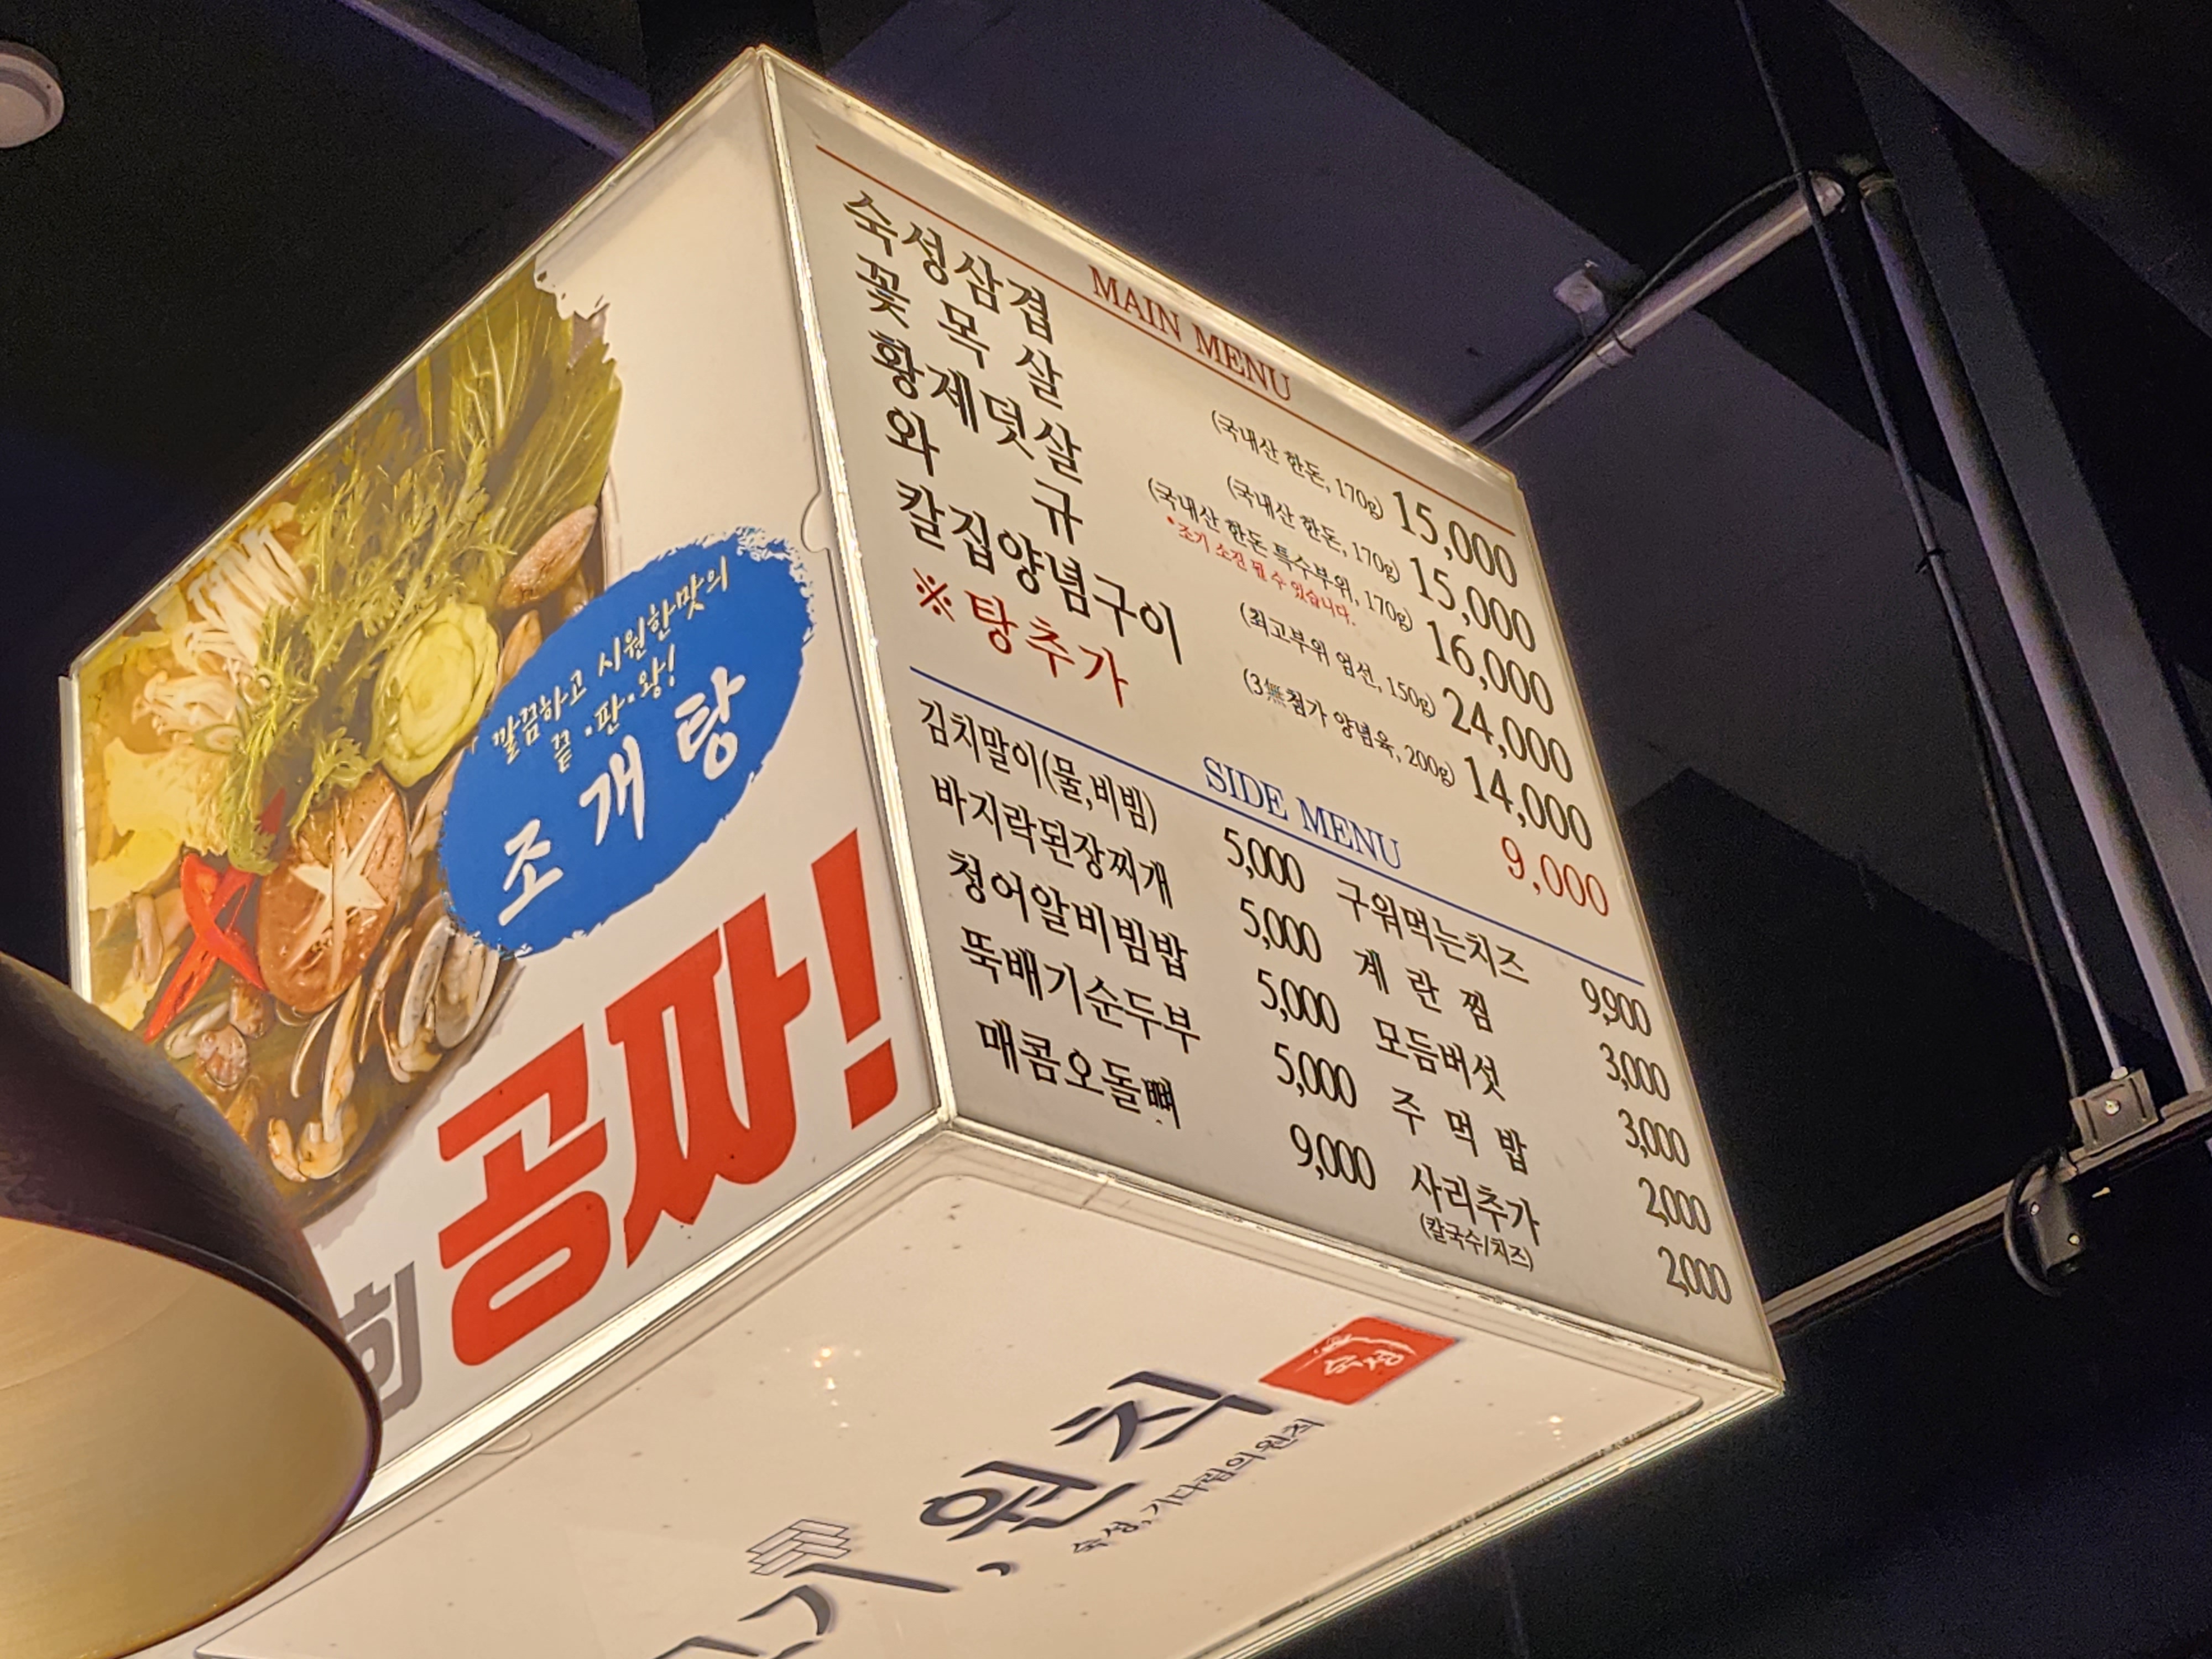 깔끔하고 시원한맛의
끝·판·왕!
조개탕
회 공짜!
MAIN MENU
숙성삼겹 (국내산 한돈, 170g) 15,000
꽃목살 (국내산 한돈, 170g) 15,000
황제덧살 (국내산 한돈 특수부위, 170g) 16,000
*조기 소진 될 수 있습니다.
와규 (최고부위 엄선, 150g) 24,000
칼집양념구이 (3無첨가 양념육, 200g) 14,000
※탕추가 9,000
SIDE MENU
김치말이(물,비빔) 5,000 구워먹는치즈 9,900
바지락된장찌개 5,000 계란찜 3,000
청어알비빔밥 5,000 모듬버섯 3,000
뚝배기순두부 5,000 주먹밥 2,000
매콤오돌뼈 9,000 사리추가 2,000
(칼국수/치즈)
원칙
숙성
숙성,기다림의원칙